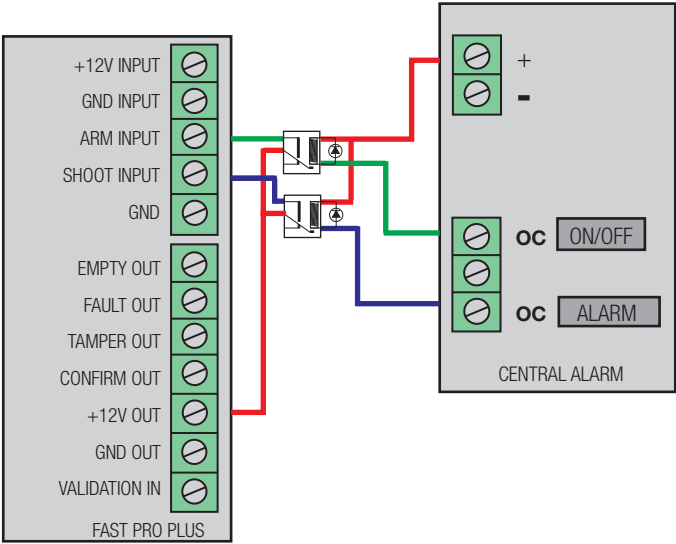 +12V INPUT
GND INPUT
ARM INPUT
SHOOT INPUT
GND
EMPTY OUT
FAULT OUT
TAMPER OUT
CONFIRM OUT
+12V OUT
GND OUT
VALIDATION IN
FAST PRO PLUS
+
-
OC ON/OFF
OC ALARM
CENTRAL ALARM